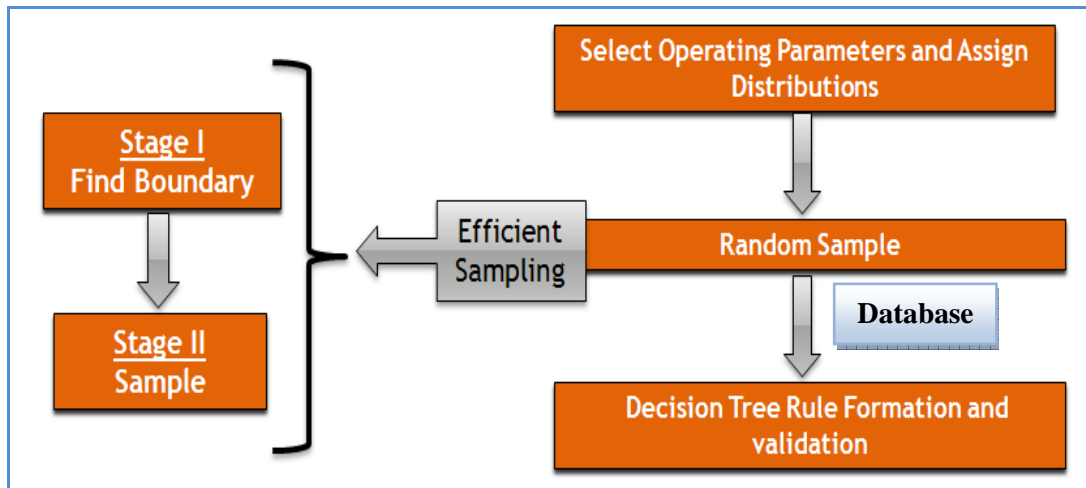 Select Operating Parameters and Assign
Distributions
Stage I
Find Boundary
Efficient
Sampling
Random Sample
Database
Stage II
Sample
Decision Tree Rule Formation and
validation